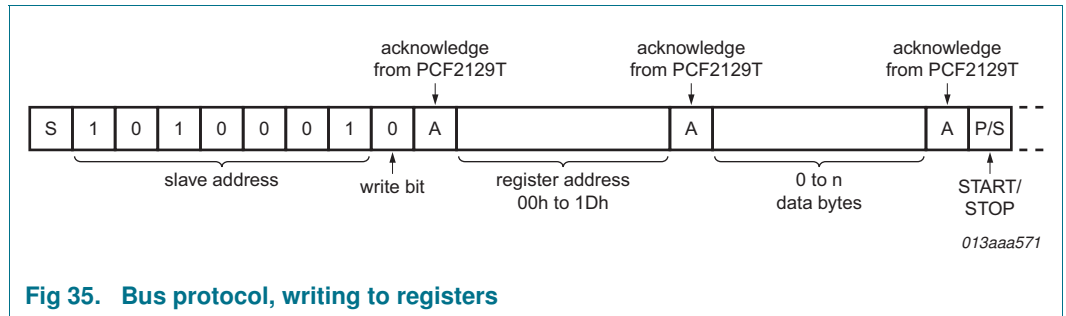 acknowledge
from PCF2129T
acknowledge
from PCF2129T
acknowledge
from PCF2129T
S 1 0 1 0 0 0 1 0 A A A P/S
slave address
write bit
register address
00h to 1Dh
0 to n
data bytes
START/
STOP
013aaa571
Fig 35. Bus protocol, writing to registers